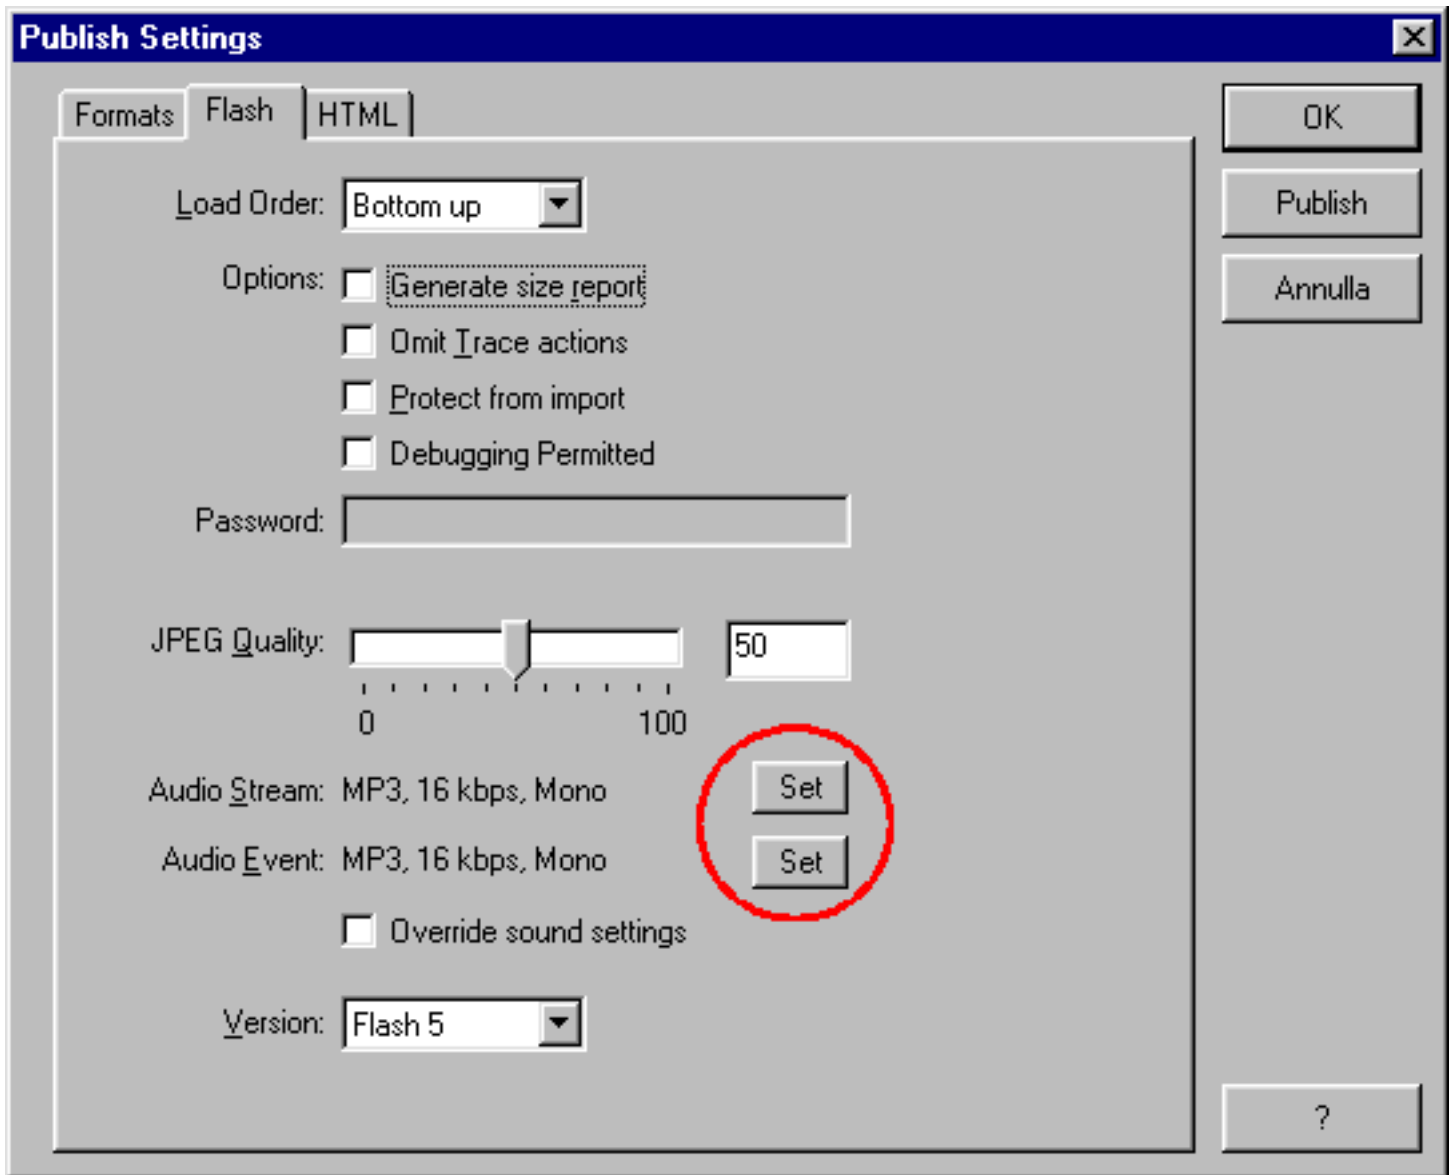 Publish Settings
Formats Flash HTML
OK
Publish
Annulla
Load Order: Bottom up
Options: Generate size report
Omit Trace actions
Protect from import
Debugging Permitted
Password:
JPEG Quality: 50
0 100
Audio Stream: MP3, 16 kbps, Mono Set
Audio Event: MP3, 16 kbps, Mono Set
Override sound settings
Version: Flash 5
?